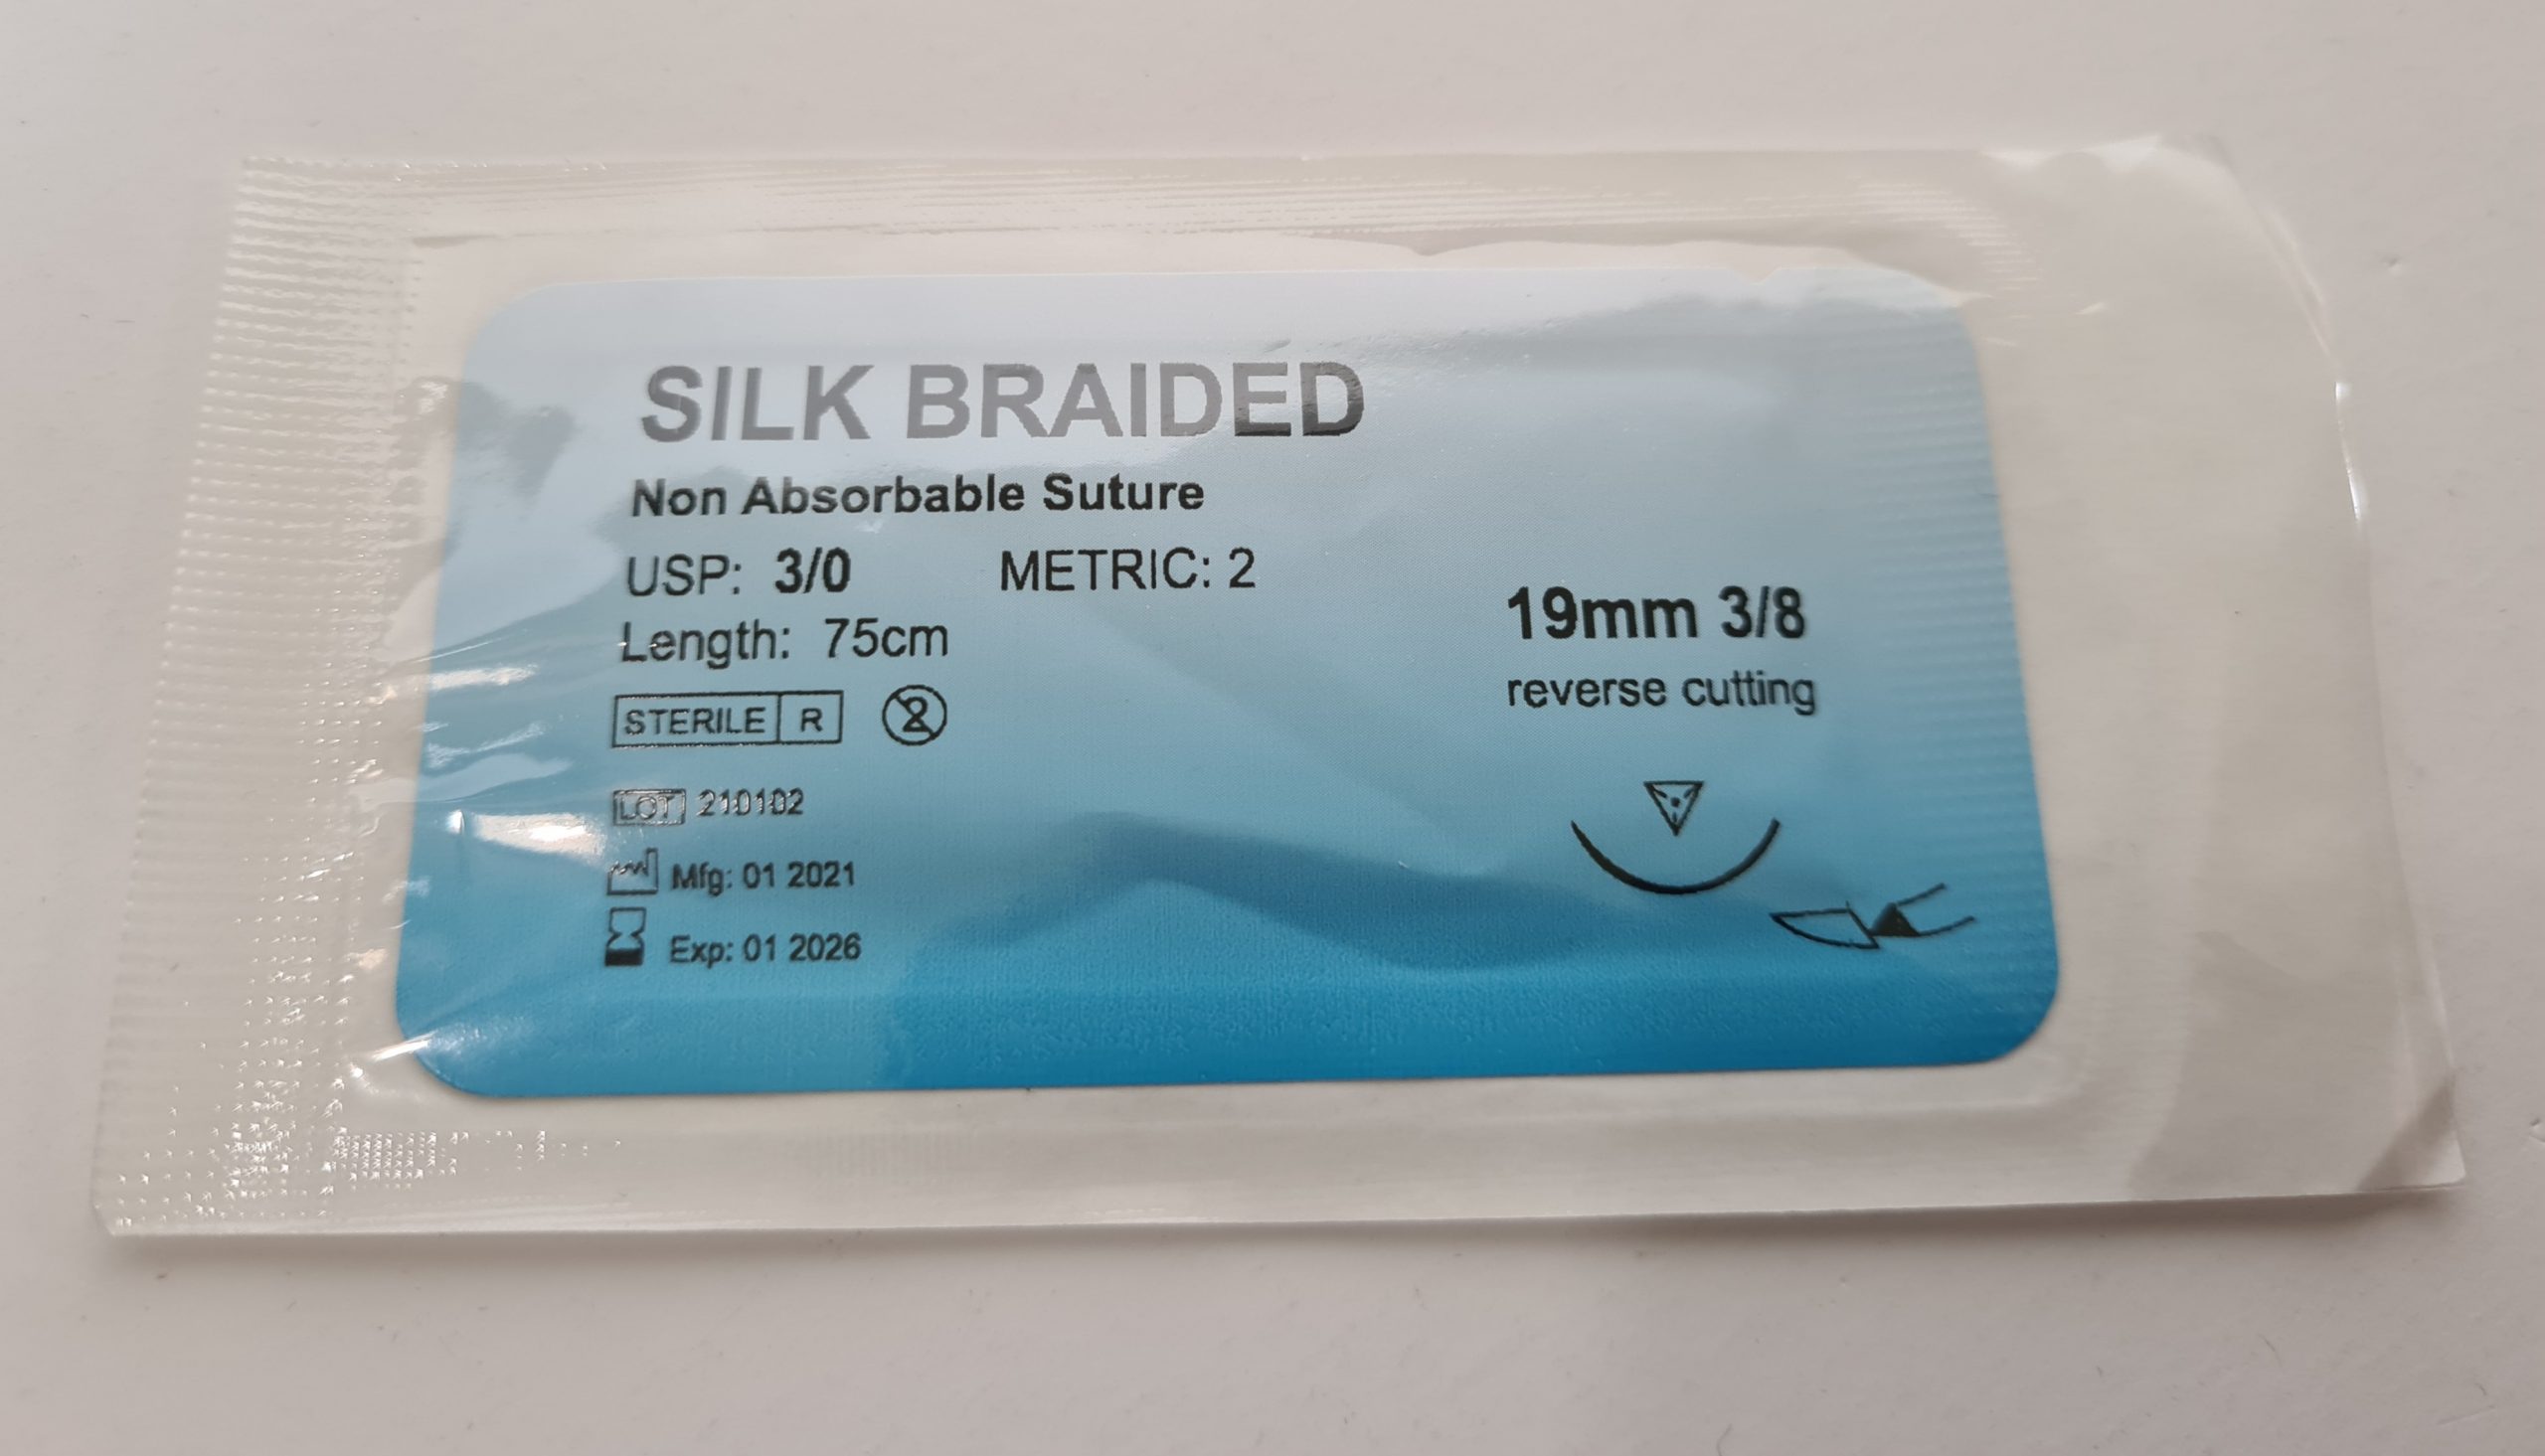 SILK BRAIDED
Non Absorbable Suture
USP: 3/0 METRIC: 2
Length: 75cm
19mm 3/8
reverse cutting
STERILE R 2
LOT 210102
Mfg: 01 2021
Exp: 01 2026